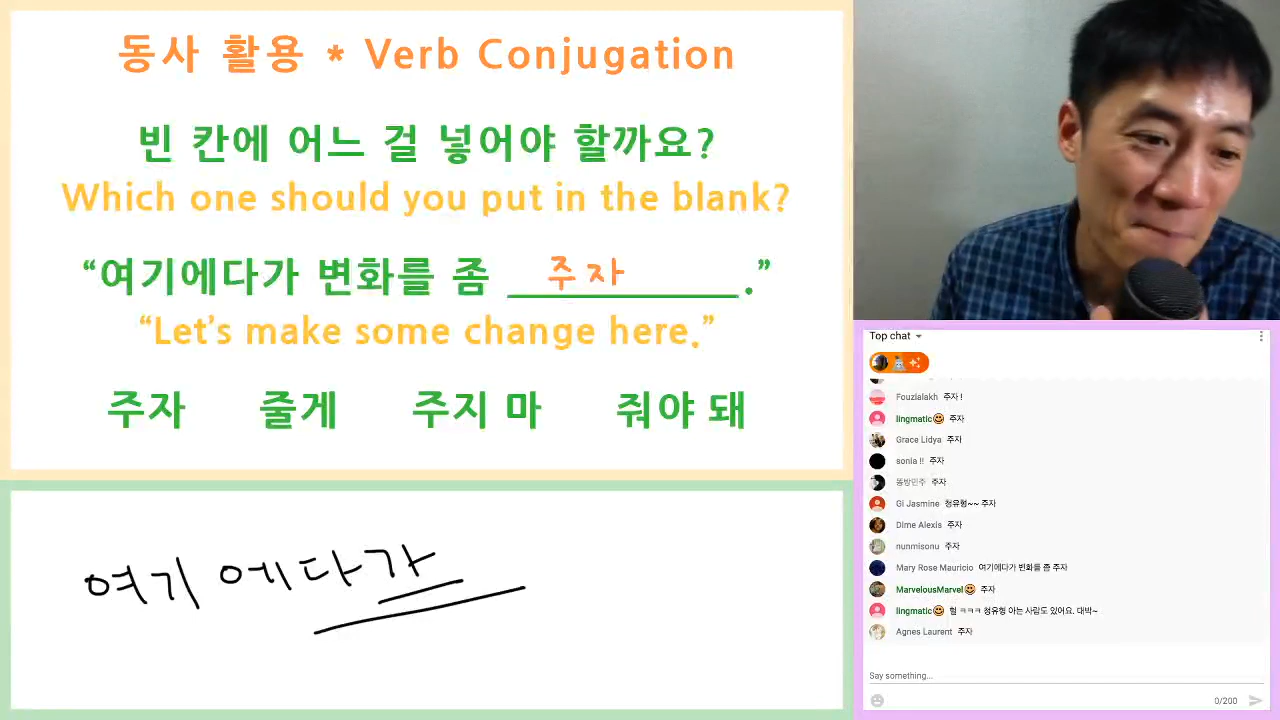 동사 활용 * Verb Conjugation
빈 칸에 어느 걸 넣어야 할까요?
Which one should you put in the blank?
“여기에다가 변화를 좀 주자.”
“Let’s make some change here.”
주자 줄게 주지 마 줘야 돼
여기에다가
Top chat
Fouzialakh 주자 !
lingmatic 주자
Grace Lidya 주자
sonia !! 주자
똥방민주 주자
Gi Jasmine 정유형~~ 주자
Dime Alexis 주자
nunmisonu 주자
Mary Rose Mauricio 여기에다가 변화를 좀 주자
MarvelousMarvel 주자
lingmatic 헐 ㅋㅋㅋ 정유형 아는 사람도 있어요. 대박~
Agnes Laurent 주자
Say something...
0/200